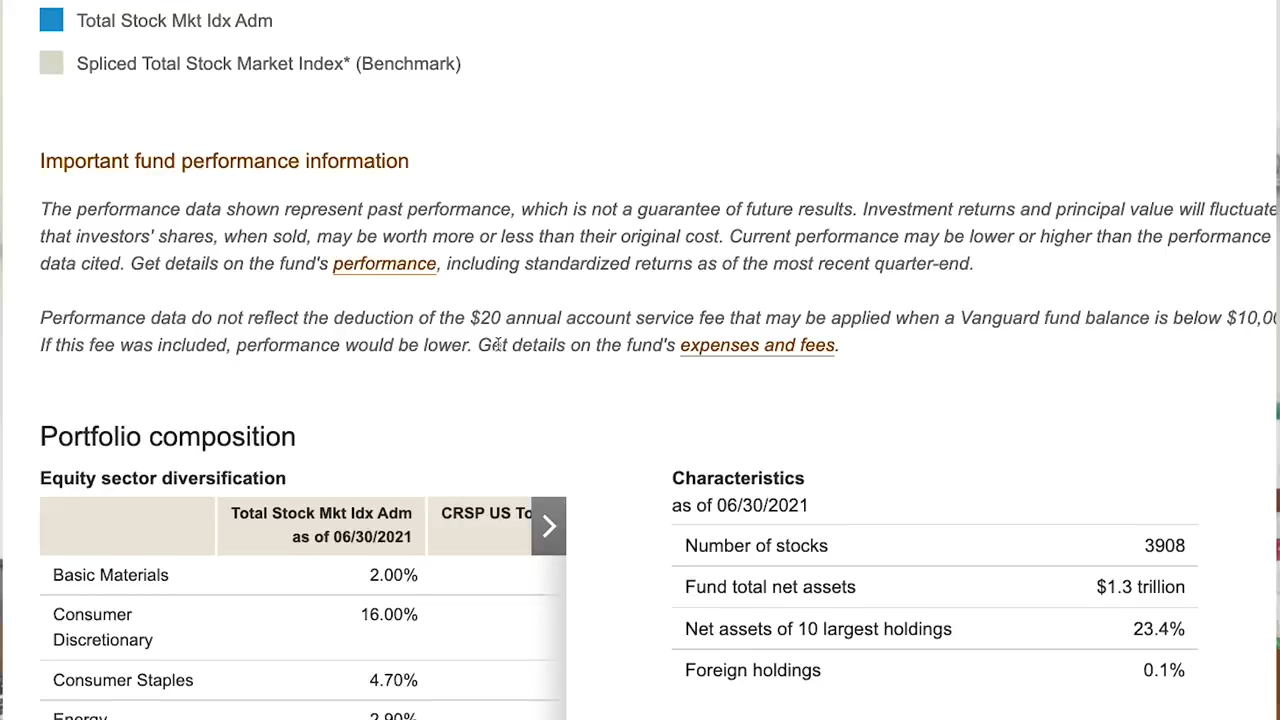 Total Stock Mkt Idx Adm
Spliced Total Stock Market Index* (Benchmark)
Important fund performance information
The performance data shown represent past performance, which is not a guarantee of future results. Investment returns and principal value will fluctuate
that investors' shares, when sold, may be worth more or less than their original cost. Current performance may be lower or higher than the performance
data cited. Get details on the fund's performance, including standardized returns as of the most recent quarter-end.
Performance data do not reflect the deduction of the $20 annual account service fee that may be applied when a Vanguard fund balance is below $10,00
If this fee was included, performance would be lower. Get details on the fund's expenses and fees.
Portfolio composition
Equity sector diversification
Total Stock Mkt Idx Adm
as of 06/30/2021
CRSP US To
Basic Materials 2.00%
Consumer
Discretionary 16.00%
Consumer Staples 4.70%
Energy 2.90%
Characteristics
as of 06/30/2021
Number of stocks 3908
Fund total net assets $1.3 trillion
Net assets of 10 largest holdings 23.4%
Foreign holdings 0.1%